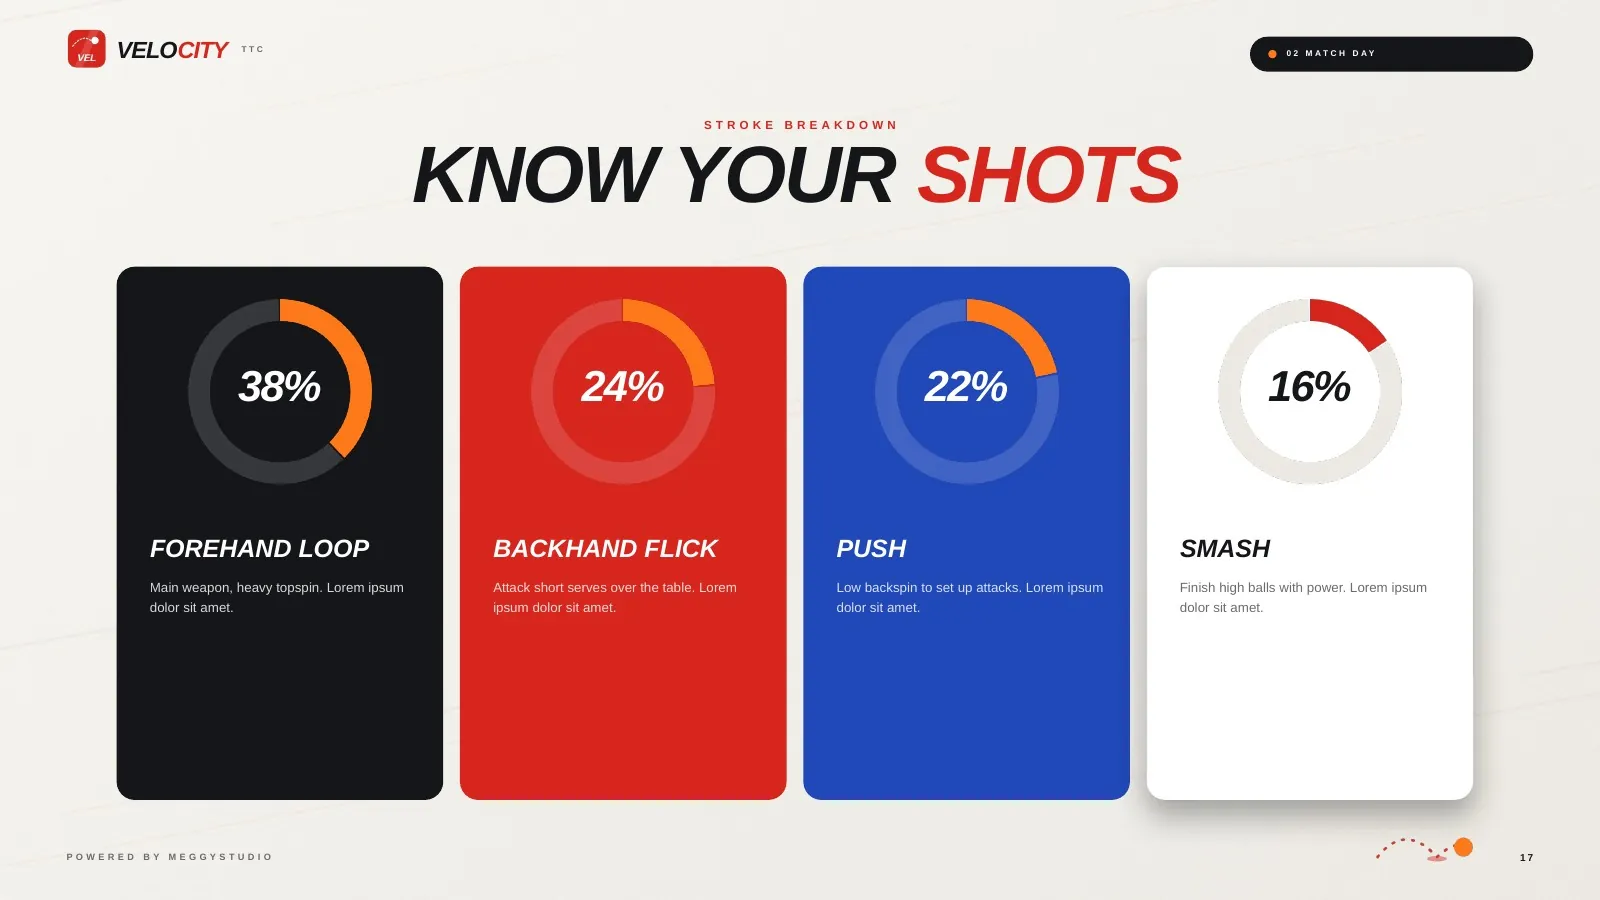 VEL
VELOCITY TTC
02 MATCH DAY
STROKE BREAKDOWN
KNOW YOUR SHOTS
38%
FOREHAND LOOP
Main weapon, heavy topspin. Lorem ipsum
dolor sit amet.
24%
BACKHAND FLICK
Attack short serves over the table. Lorem
ipsum dolor sit amet.
22%
PUSH
Low backspin to set up attacks. Lorem ipsum
dolor sit amet.
16%
SMASH
Finish high balls with power. Lorem ipsum
dolor sit amet.
POWERED BY MEGGYSTUDIO
17